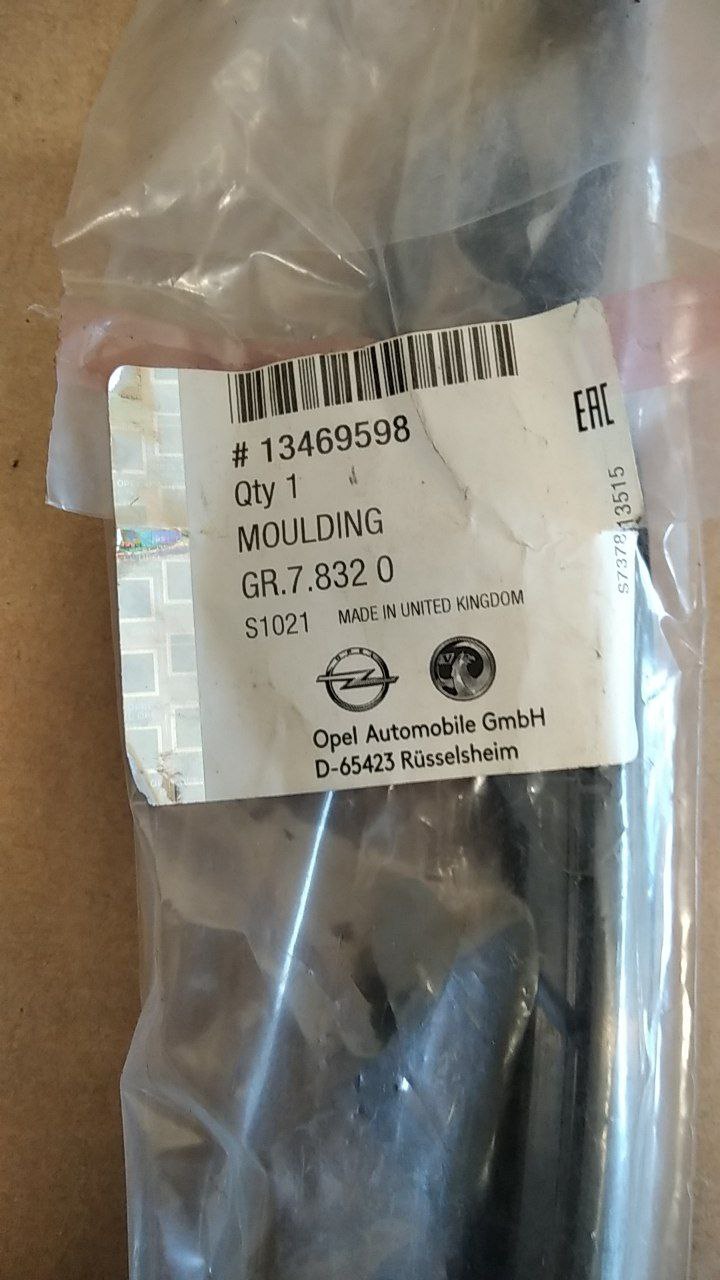 # 13469598
EAC
Qty 1
MOULDING
GR.7.832 0
S1021 MADE IN UNITED KINGDOM
S7378 13515
OPEL
V
Opel Automobile GmbH
D-65423 Rüsselsheim